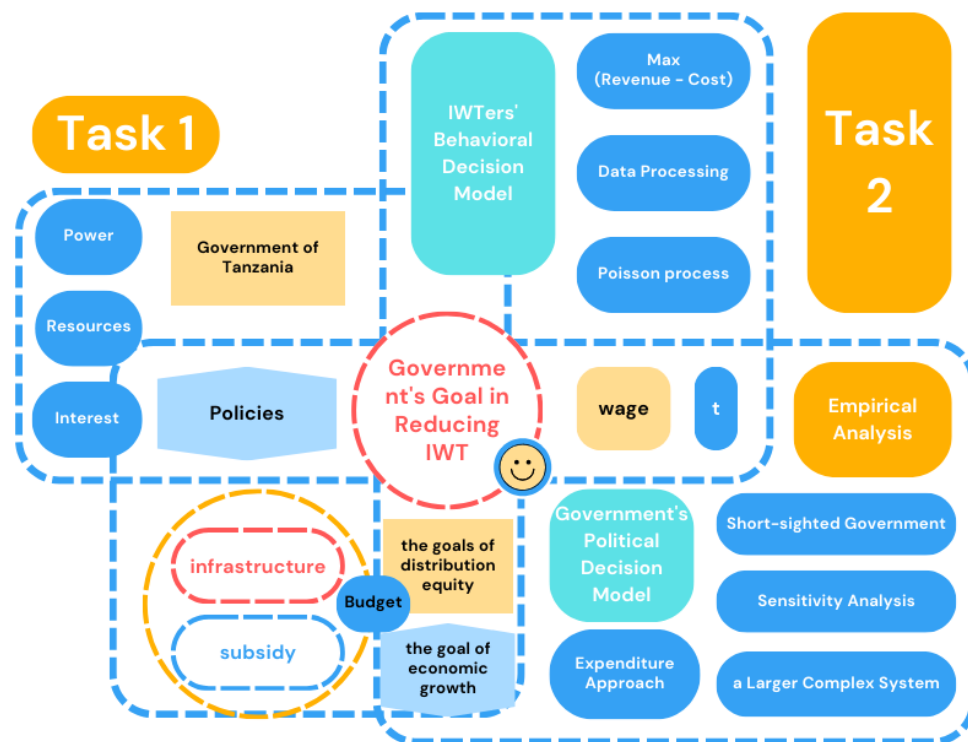 Task 1
Power
Resources
Interest
Government of
Tanzania
Policies
IWTers'
Behavioral
Decision
Model
Max
(Revenue - Cost)
Data Processing
Poisson process
Task
2
Governme
nt's Goal in
Reducing
IWT
wage
t
Empirical
Analysis
infrastructure
subsidy
Budget
the goals of
distribution
equity
the goal of
economic
growth
Government's
Political
Decision
Model
Expenditure
Approach
Short-sighted Government
Sensitivity Analysis
a Larger Complex System